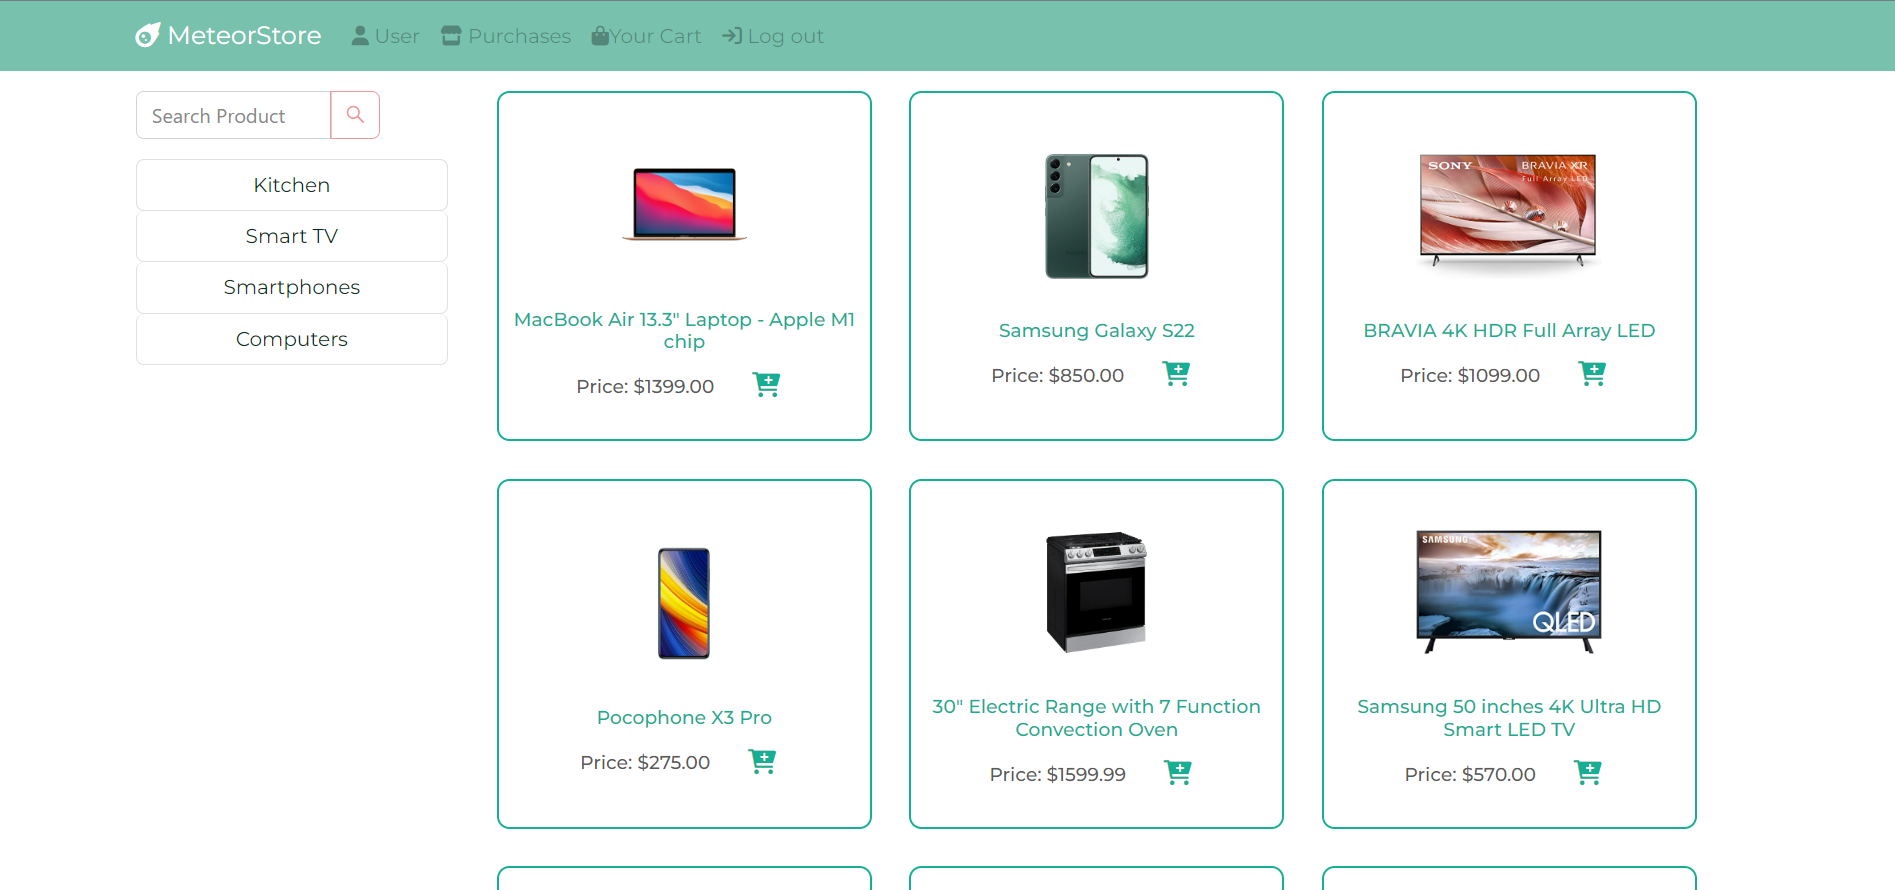 MeteorStore User Purchases Your Cart Log out
Search Product
Kitchen
Smart TV
Smartphones
Computers
MacBook Air 13.3" Laptop - Apple M1
chip
Price: $1399.00
Samsung Galaxy S22
Price: $850.00
SONY BRAVIA XR
Full Array LED
BRAVIA 4K HDR Full Array LED
Price: $1099.00
Pocophone X3 Pro
Price: $275.00
30" Electric Range with 7 Function
Convection Oven
Price: $1599.99
SAMSUNG
QLED
Samsung 50 inches 4K Ultra HD
Smart LED TV
Price: $570.00